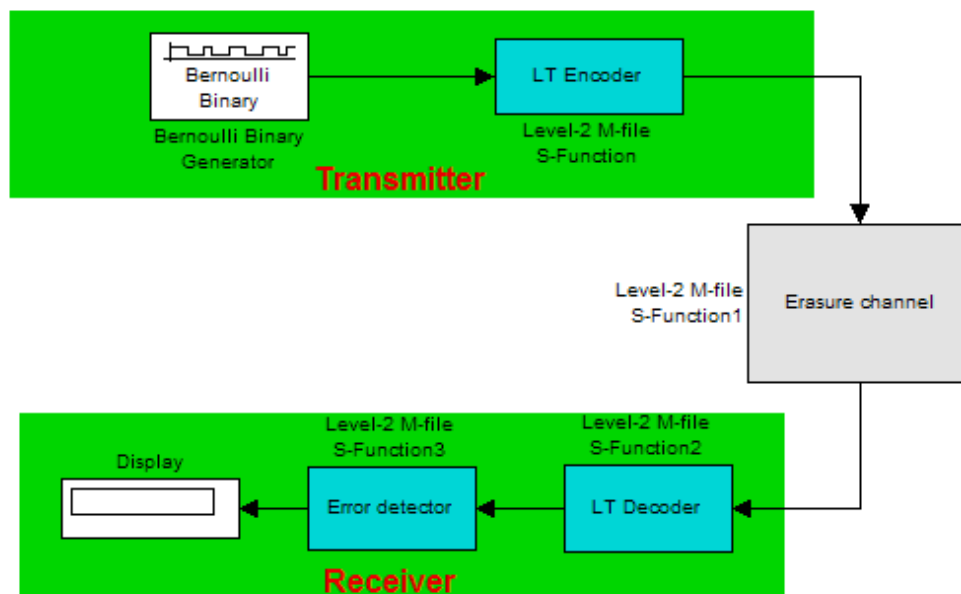 Bernoulli
Binary
Bernoulli Binary
Generator
LT Encoder
Level-2 M-file
S-Function
Transmitter
Level-2 M-file
S-Function1
Erasure channel
Display
Level-2 M-file
S-Function3
Error detector
Level-2 M-file
S-Function2
LT Decoder
Receiver